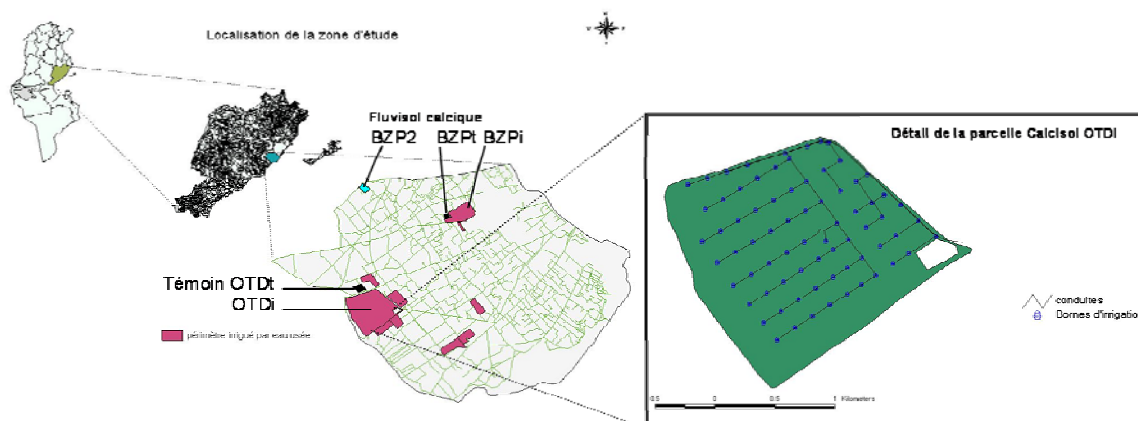 Localisation de la zone d'étude
Fluvisol calcique
BZP2 BZPt BZPi
Témoin OTDt
OTDi
périmètre irrigué par eau usée
Détail de la parcelle Calcisol OTDi
conduites
Bornes d'irrigatio
0.5 0 0.5 1 Kilometers